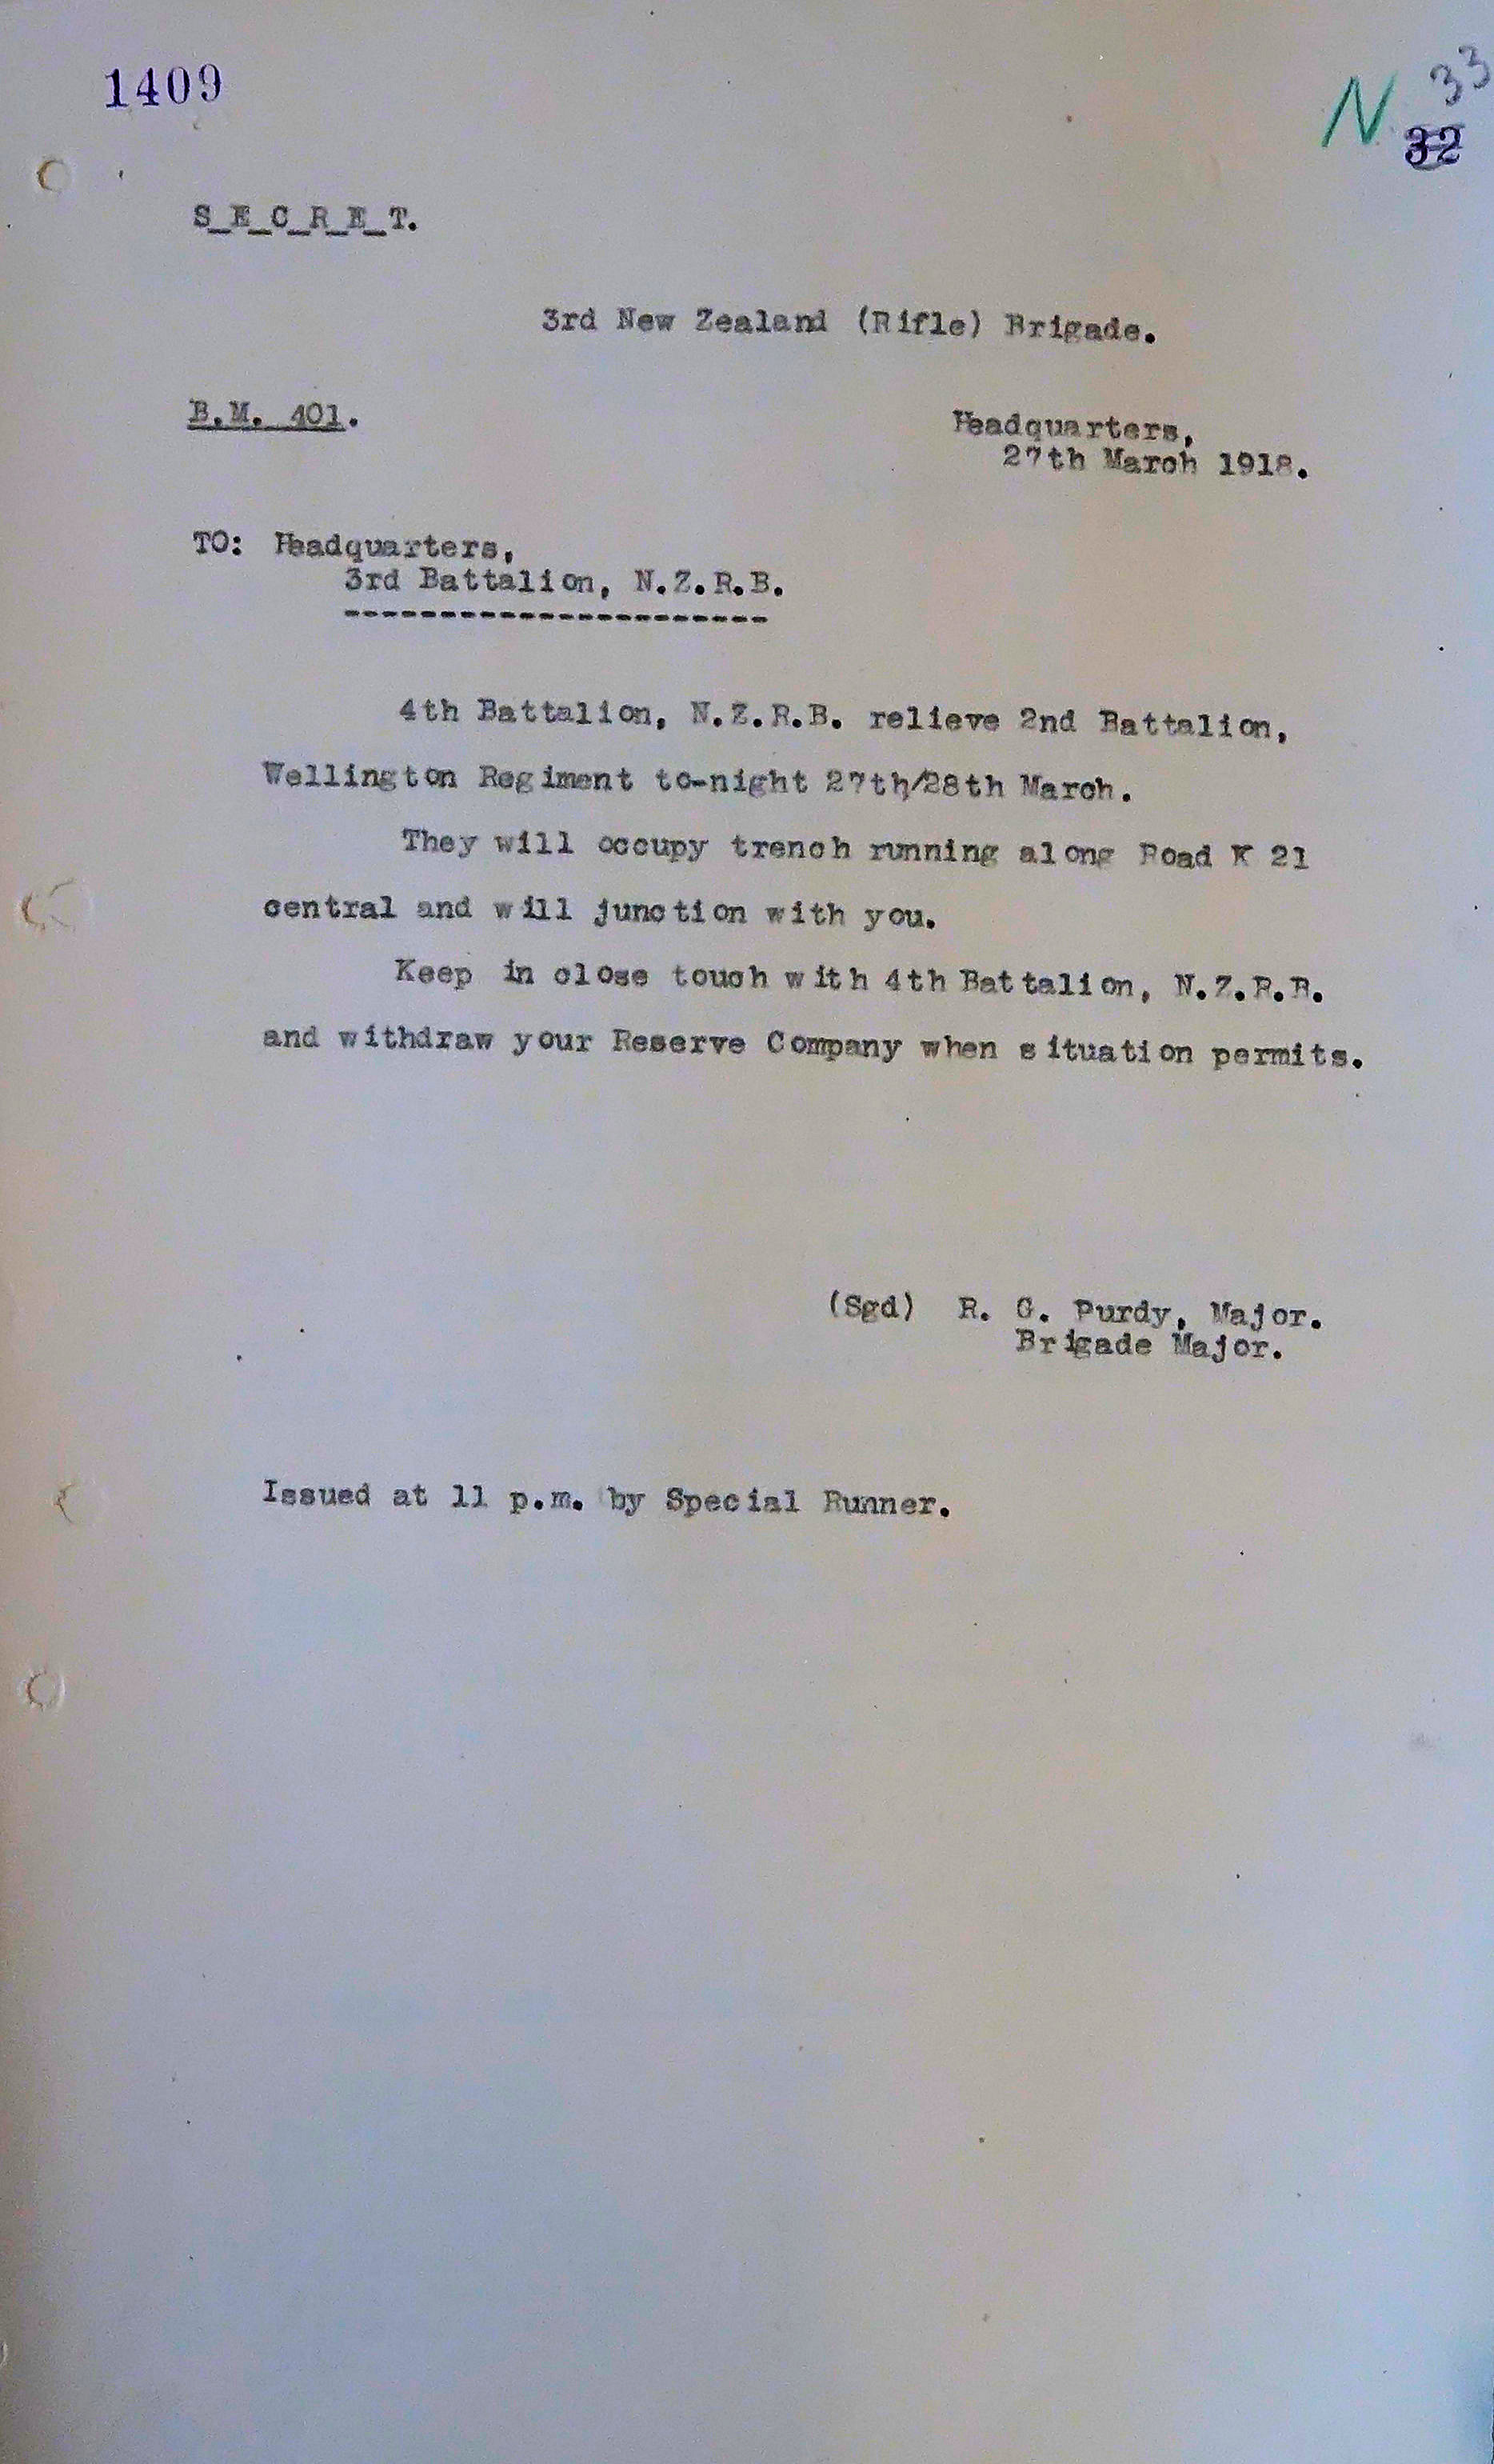 1409
N 33
32
S_E_C_R_E_T.
3rd New Zealand (Rifle) Brigade.
B.M. 401.
Headquarters,
27th March 1918.
TO: Headquarters,
3rd Battalion, N.Z.R.B.
----------------------
4th Battalion, N.Z.R.B. relieve 2nd Battalion,
Wellington Regiment to-night 27th/28th March.
They will occupy trench running along Road K 21
central and will junction with you.
Keep in close touch with 4th Battalion, N.Z.R.B.
and withdraw your Reserve Company when situation permits.
(Sgd) R. G. Purdy, Major.
Brigade Major.
Issued at 11 p.m. by Special Runner.